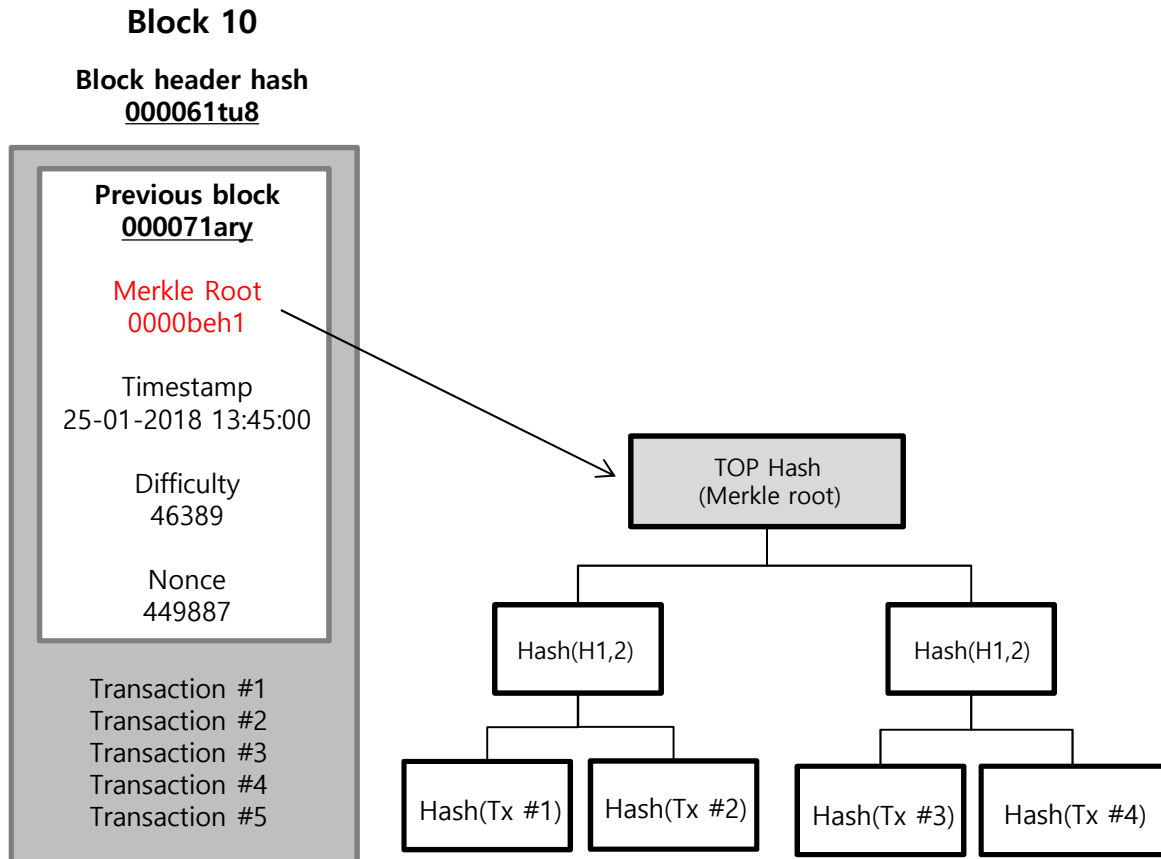 Block 10
Block header hash
000061tu8
Previous block
000071ary
Merkle Root
0000beh1
Timestamp
25-01-2018 13:45:00
Difficulty
46389
Nonce
449887
Transaction #1
Transaction #2
Transaction #3
Transaction #4
Transaction #5
TOP Hash
(Merkle root)
Hash(H1,2)
Hash(H1,2)
Hash(Tx #1)
Hash(Tx #2)
Hash(Tx #3)
Hash(Tx #4)